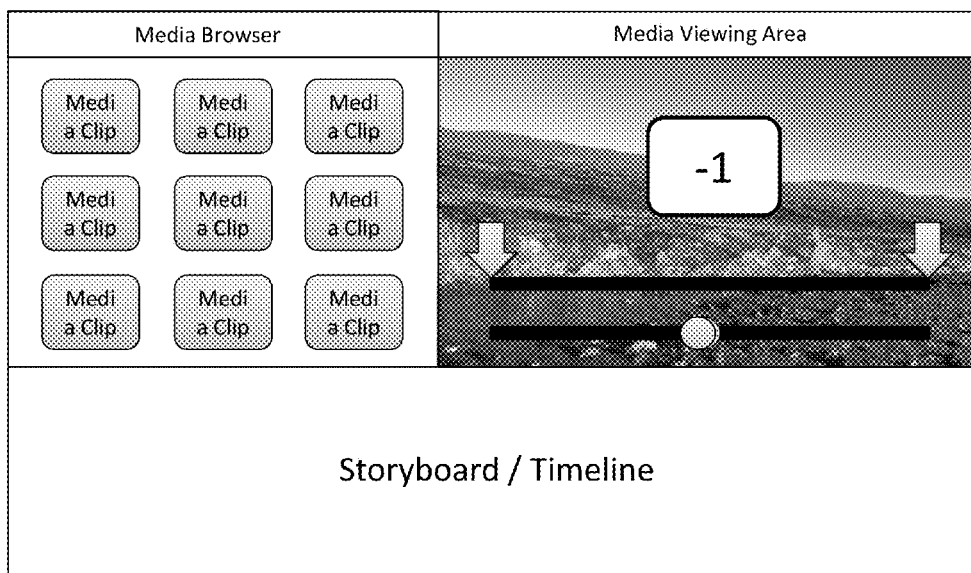 Media Browser
Media Viewing Area
Medi
a Clip
Medi
a Clip
Medi
a Clip
-1
Medi
a Clip
Medi
a Clip
Medi
a Clip
Medi
a Clip
Medi
a Clip
Medi
a Clip
Storyboard / Timeline